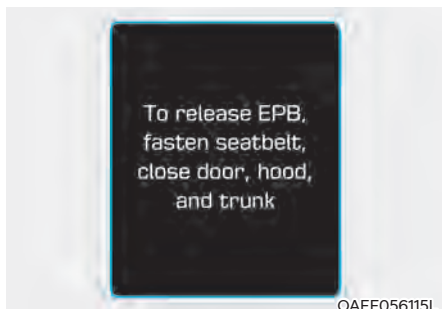 To release EPB,
fasten seatbelt,
close door, hood,
and trunk
OAEE056115L